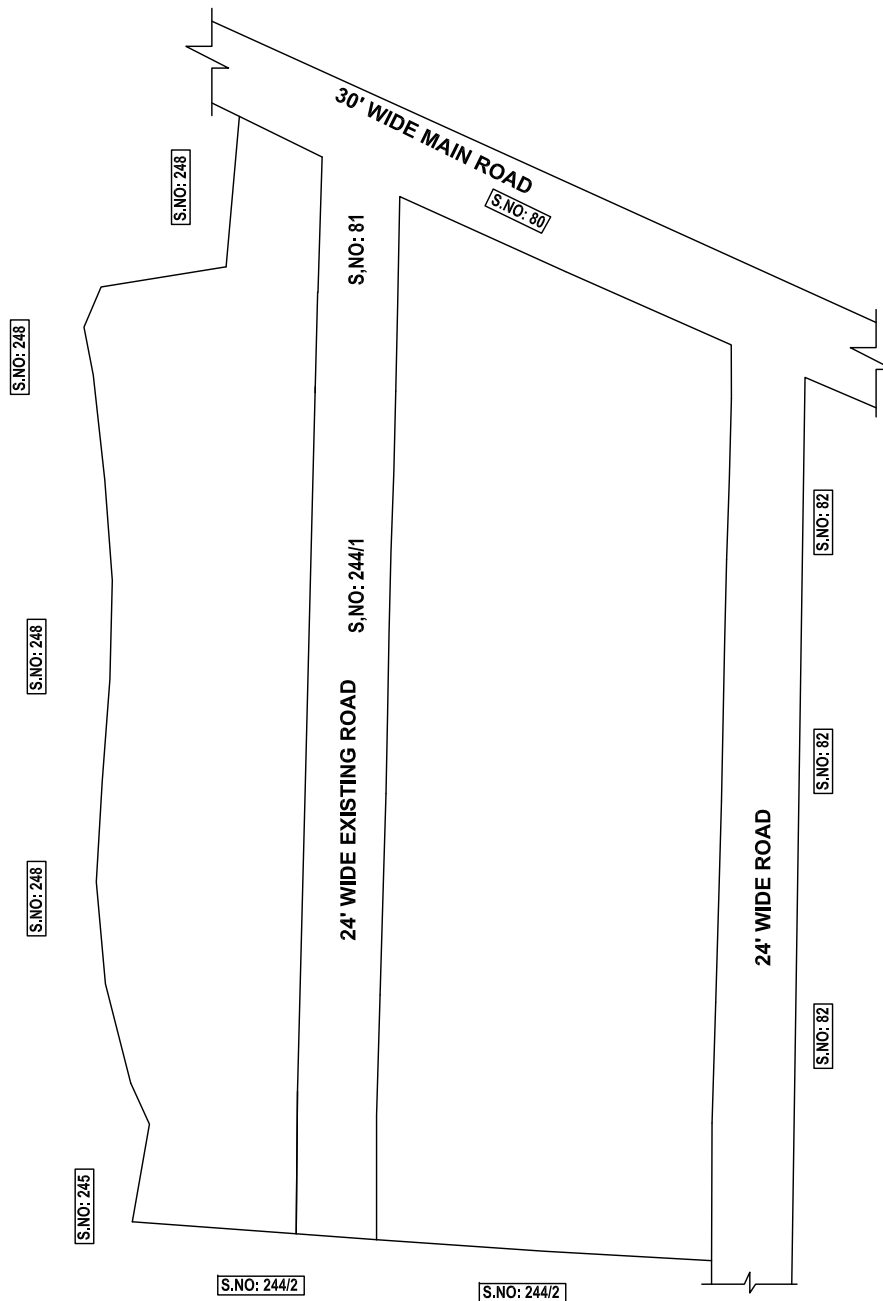 30' WIDE MAIN ROAD
S.NO: 80
S.NO: 248
S,NO: 81
S.NO: 248
S.NO: 82
S,NO: 244/1
S.NO: 248
24' WIDE EXISTING ROAD
S.NO: 82
24' WIDE ROAD
S.NO: 248
S.NO: 82
S.NO: 245
S.NO: 244/2
S.NO: 244/2